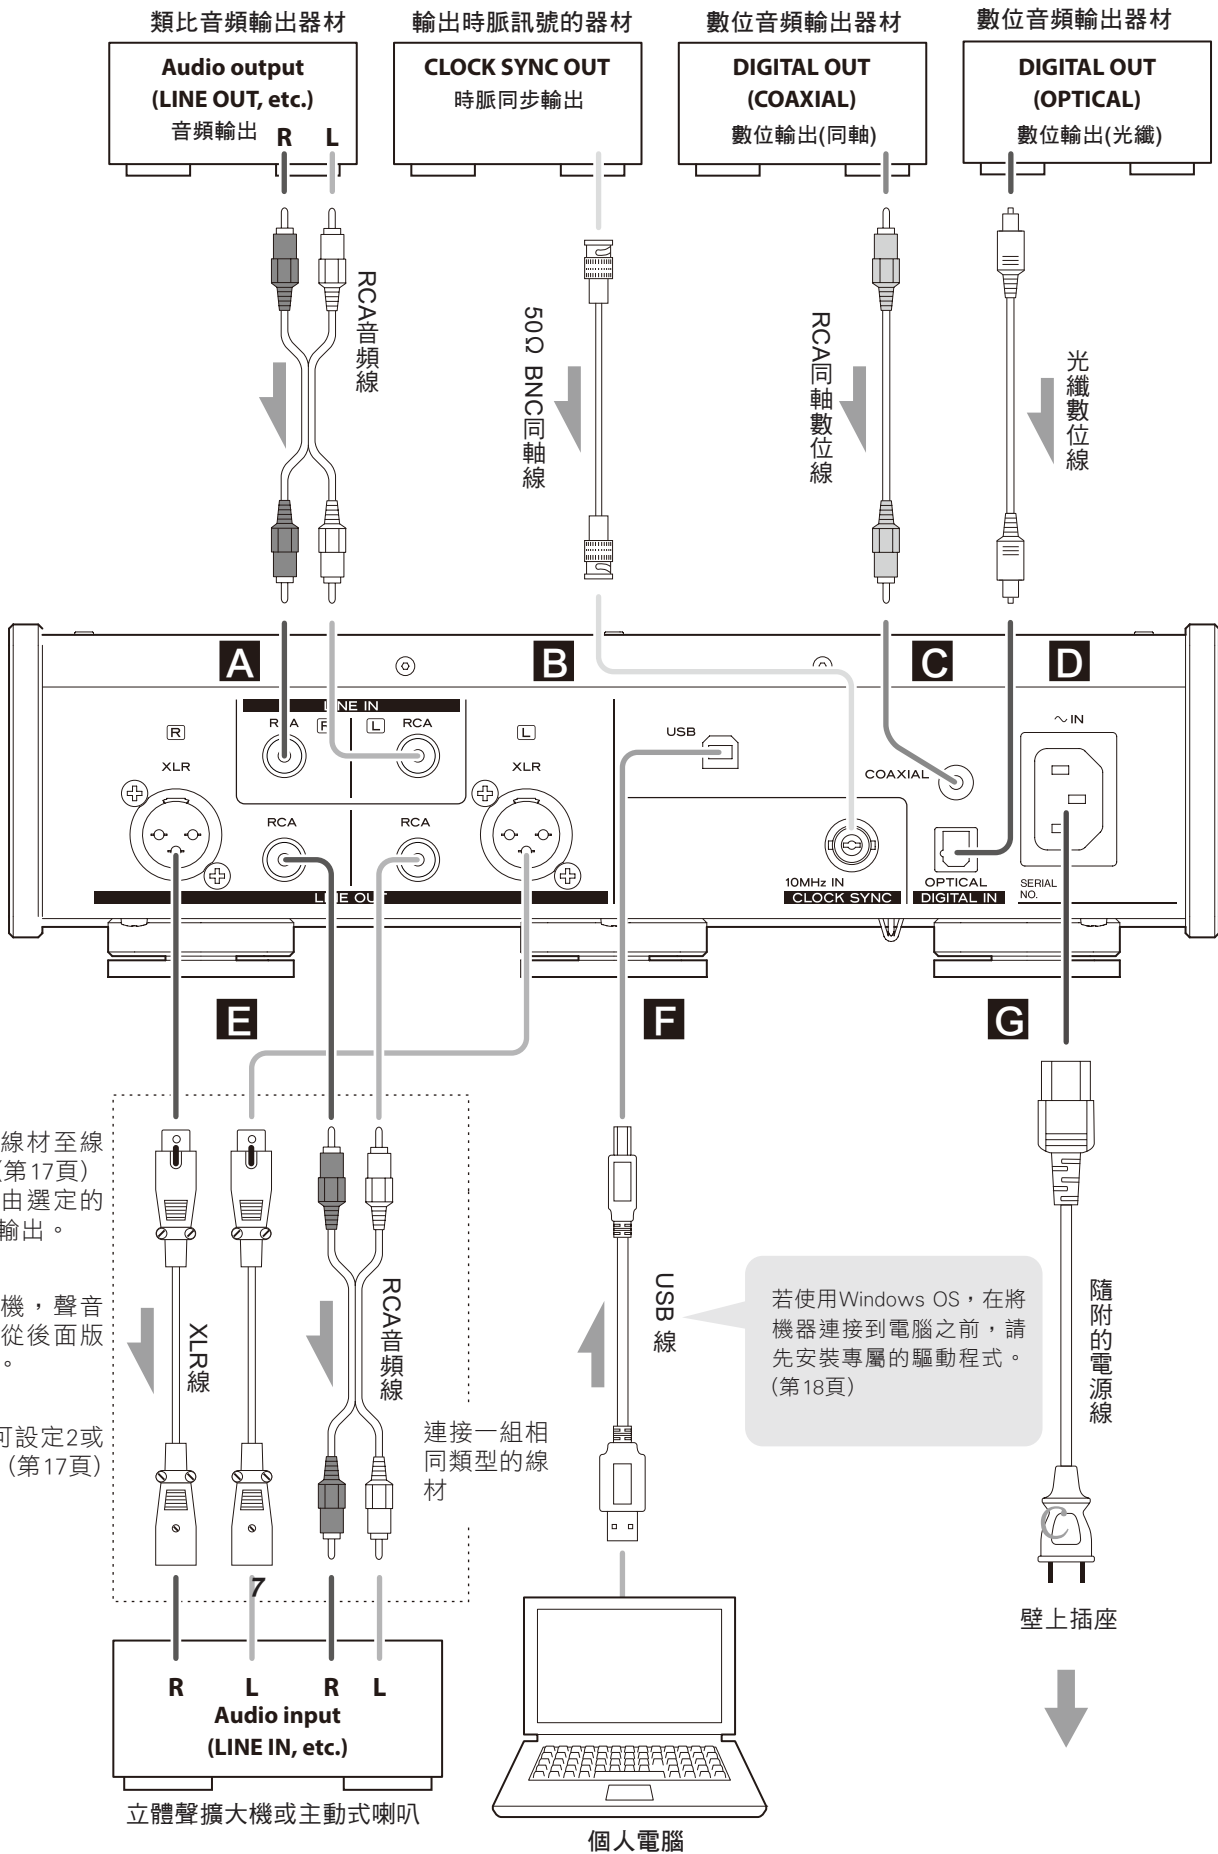 類比音頻輸出器材
輸出時脈訊號的器材
數位音頻輸出器材
數位音頻輸出器材
Audio output
(LINE OUT, etc.)
音頻輸出
R L
CLOCK SYNC OUT
時脈同步輸出
DIGITAL OUT
(COAXIAL)
數位輸出(同軸)
DIGITAL OUT
(OPTICAL)
數位輸出(光纖)
RCA音頻線
50Ω BNC同軸線
RCA同軸數位線
光纖數位線
A
B
C
D
LINE IN
R
XLR
RCA
R
L
RCA
L
XLR
USB
COAXIAL
~ IN
RCA
RCA
LINE OUT
10MHz IN
CLOCK SYNC
OPTICAL
DIGITAL IN
SERIAL
NO.
E
F
G
線材至線
(第17頁)
由選定的
輸出。
機，聲音
從後面版
。
可設定2或
(第17頁)
XLR線
RCA音頻線
連接一組相
同類型的線
材
USB 線
若使用Windows OS，在將
機器連接到電腦之前，請
先安裝專屬的驅動程式。
(第18頁)
隨附的電源線
7
壁上插座
R L R L
Audio input
(LINE IN, etc.)
立體聲擴大機或主動式喇叭
個人電腦